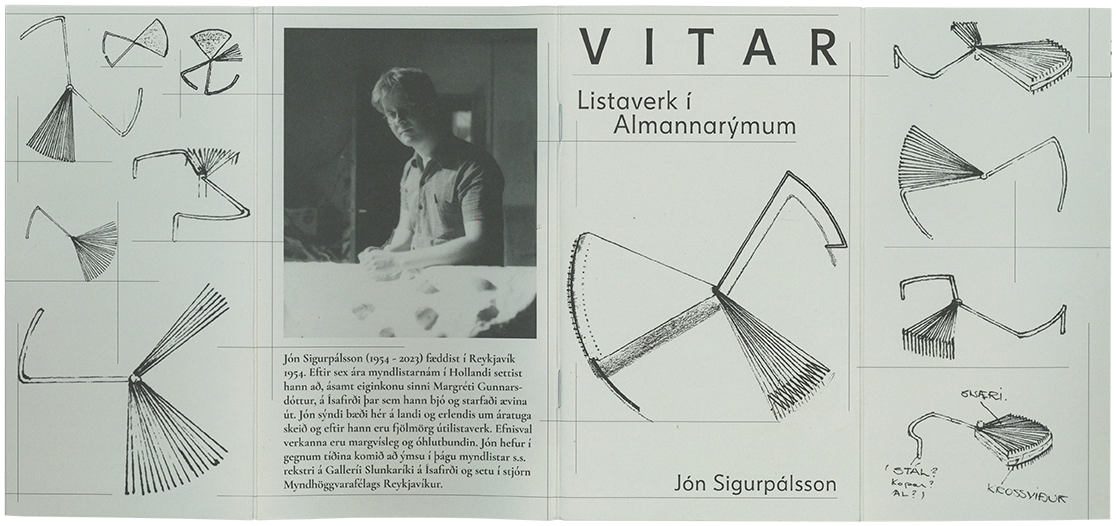 Jón Sigurpálsson (1954 - 2023) fæddist í Reykjavík
1954. Eftir sex ára myndlistarnám í Hollandi settist
hann að, ásamt eiginkonu sinni Margréti Gunnars-
dóttur, á Ísafirði þar sem hann bjó og starfaði ævina
út. Jón sýndi bæði hér á landi og erlendis um áratuga
skeið og eftir hann eru fjölmörg útilistaverk. Efnisval
verkanna eru margvísleg og óhlutbundin. Jón hefur í
gegnum tíðina komið að ýmsu í þágu myndlistar s.s.
rekstri á Galleríi Slunkaríki á Ísafirði og setu í stjórn
Myndhöggvarafélags Reykjavíkur.
VITAR
Listaverk í
Almannarýmum
Jón Sigurpálsson
SNÆRI.
(STÁL?
Kopar?
ÁL?)
KROSSVIÐUR